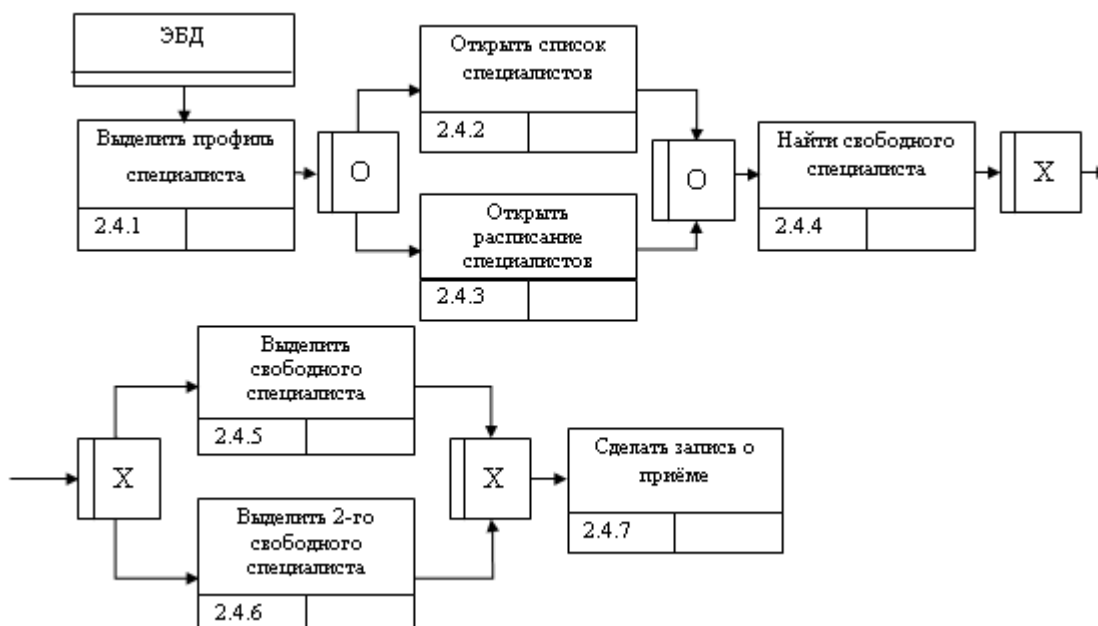 ЭБД
Открыть список
специалистов
2.4.2
Выделить профиль
специалиста
2.4.1
O
O
Найти свободного
специалиста
2.4.4
X
Открыть
расписание
специалистов
2.4.3
Выделить
свободного
специалиста
2.4.5
X
X
Сделать запись о
приёме
2.4.7
Выделить 2-го
свободного
специалиста
2.4.6